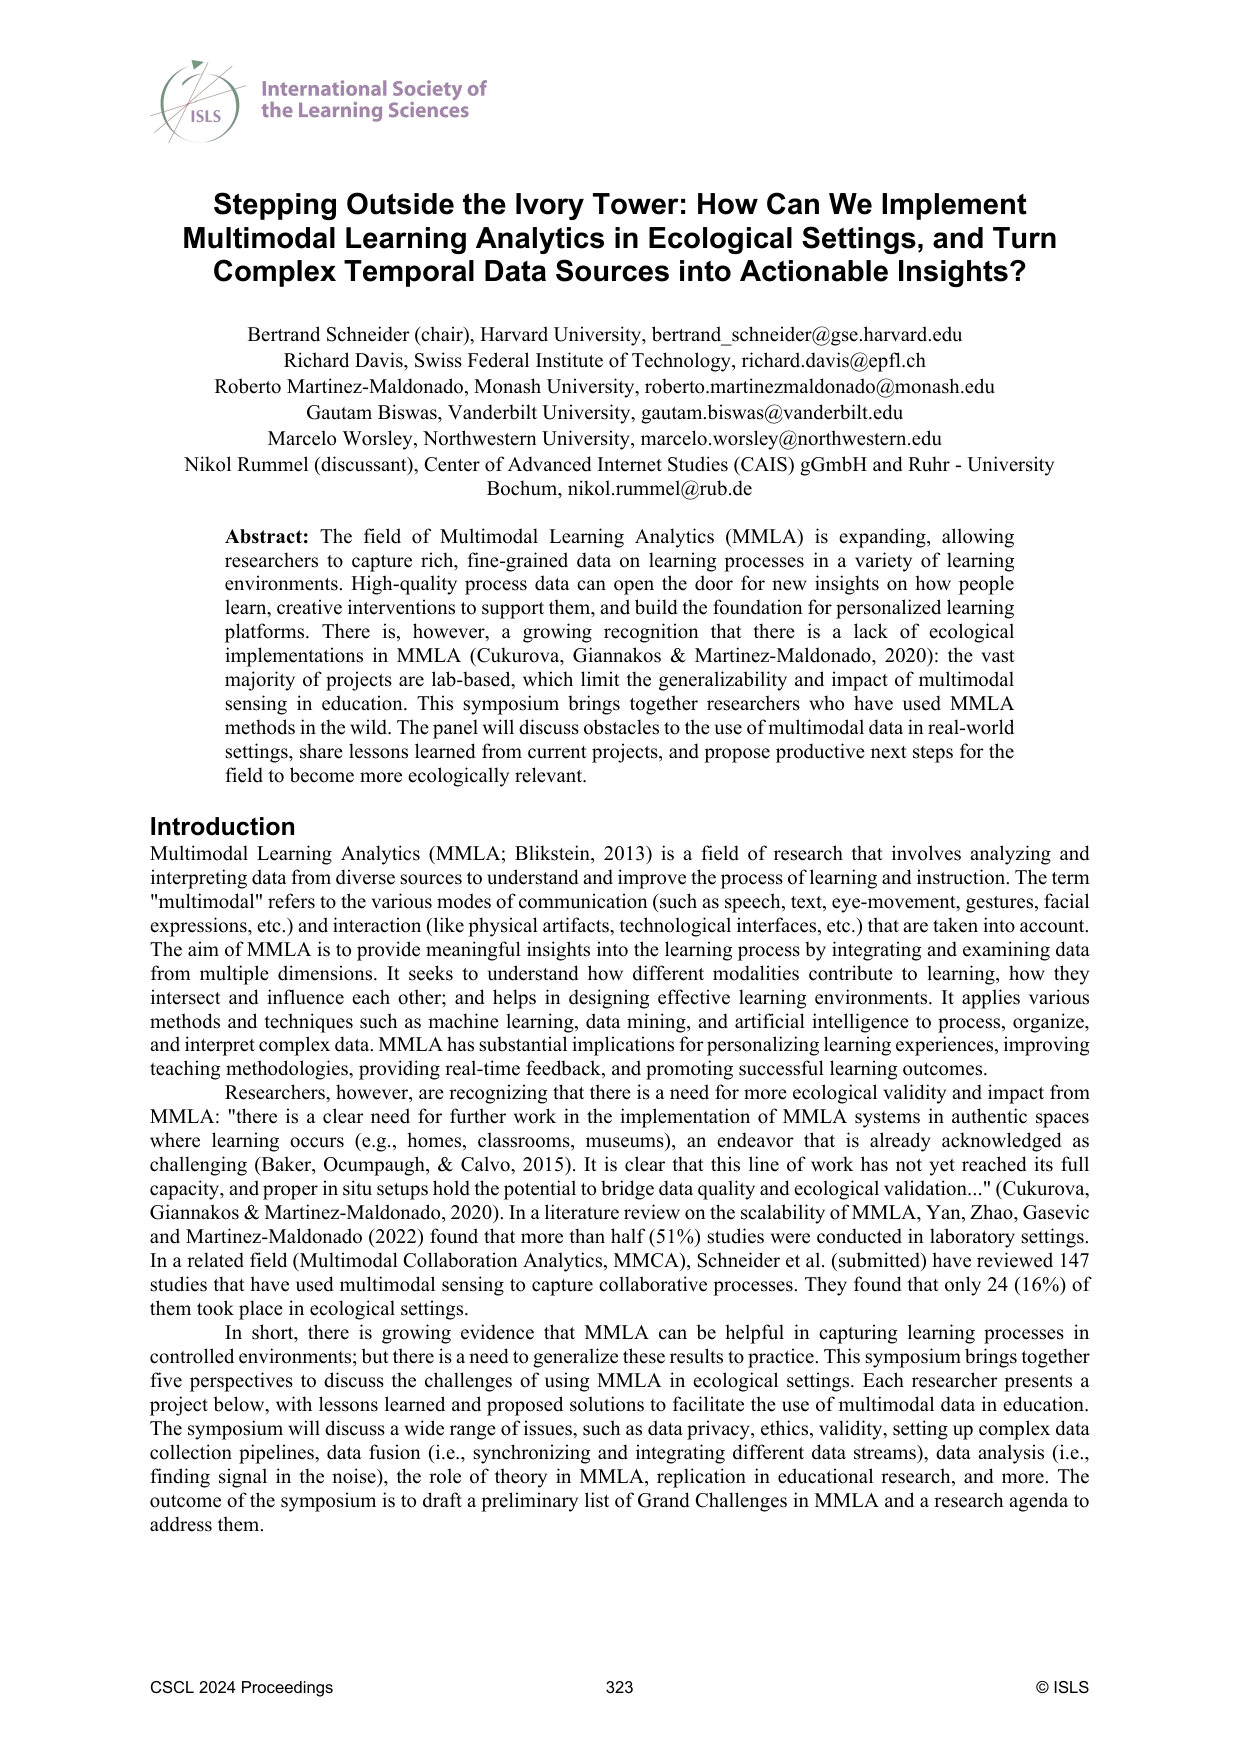 ISLS
International Society of
the Learning Sciences
Stepping Outside the Ivory Tower: How Can We Implement
Multimodal Learning Analytics in Ecological Settings, and Turn
Complex Temporal Data Sources into Actionable Insights?
Bertrand Schneider (chair), Harvard University, bertrand_schneider@gse.harvard.edu
Richard Davis, Swiss Federal Institute of Technology, richard.davis@epfl.ch
Roberto Martinez-Maldonado, Monash University, roberto.martinezmaldonado@monash.edu
Gautam Biswas, Vanderbilt University, gautam.biswas@vanderbilt.edu
Marcelo Worsley, Northwestern University, marcelo.worsley@northwestern.edu
Nikol Rummel (discussant), Center of Advanced Internet Studies (CAIS) gGmbH and Ruhr - University
Bochum, nikol.rummel@rub.de
Abstract: The field of Multimodal Learning Analytics (MMLA) is expanding, allowing
researchers to capture rich, fine-grained data on learning processes in a variety of learning
environments. High-quality process data can open the door for new insights on how people
learn, creative interventions to support them, and build the foundation for personalized learning
platforms. There is, however, a growing recognition that there is a lack of ecological
implementations in MMLA (Cukurova, Giannakos & Martinez-Maldonado, 2020): the vast
majority of projects are lab-based, which limit the generalizability and impact of multimodal
sensing in education. This symposium brings together researchers who have used MMLA
methods in the wild. The panel will discuss obstacles to the use of multimodal data in real-world
settings, share lessons learned from current projects, and propose productive next steps for the
field to become more ecologically relevant.
Introduction
Multimodal Learning Analytics (MMLA; Blikstein, 2013) is a field of research that involves analyzing and
interpreting data from diverse sources to understand and improve the process of learning and instruction. The term
"multimodal" refers to the various modes of communication (such as speech, text, eye-movement, gestures, facial
expressions, etc.) and interaction (like physical artifacts, technological interfaces, etc.) that are taken into account.
The aim of MMLA is to provide meaningful insights into the learning process by integrating and examining data
from multiple dimensions. It seeks to understand how different modalities contribute to learning, how they
intersect and influence each other; and helps in designing effective learning environments. It applies various
methods and techniques such as machine learning, data mining, and artificial intelligence to process, organize,
and interpret complex data. MMLA has substantial implications for personalizing learning experiences, improving
teaching methodologies, providing real-time feedback, and promoting successful learning outcomes.
Researchers, however, are recognizing that there is a need for more ecological validity and impact from
MMLA: "there is a clear need for further work in the implementation of MMLA systems in authentic spaces
where learning occurs (e.g., homes, classrooms, museums), an endeavor that is already acknowledged as
challenging (Baker, Ocumpaugh, & Calvo, 2015). It is clear that this line of work has not yet reached its full
capacity, and proper in situ setups hold the potential to bridge data quality and ecological validation..." (Cukurova,
Giannakos & Martinez-Maldonado, 2020). In a literature review on the scalability of MMLA, Yan, Zhao, Gasevic
and Martinez-Maldonado (2022) found that more than half (51%) studies were conducted in laboratory settings.
In a related field (Multimodal Collaboration Analytics, MMCA), Schneider et al. (submitted) have reviewed 147
studies that have used multimodal sensing to capture collaborative processes. They found that only 24 (16%) of
them took place in ecological settings.
In short, there is growing evidence that MMLA can be helpful in capturing learning processes in
controlled environments; but there is a need to generalize these results to practice. This symposium brings together
five perspectives to discuss the challenges of using MMLA in ecological settings. Each researcher presents a
project below, with lessons learned and proposed solutions to facilitate the use of multimodal data in education.
The symposium will discuss a wide range of issues, such as data privacy, ethics, validity, setting up complex data
collection pipelines, data fusion (i.e., synchronizing and integrating different data streams), data analysis (i.e.,
finding signal in the noise), the role of theory in MMLA, replication in educational research, and more. The
outcome of the symposium is to draft a preliminary list of Grand Challenges in MMLA and a research agenda to
address them.
CSCL 2024 Proceedings 323 © ISLS